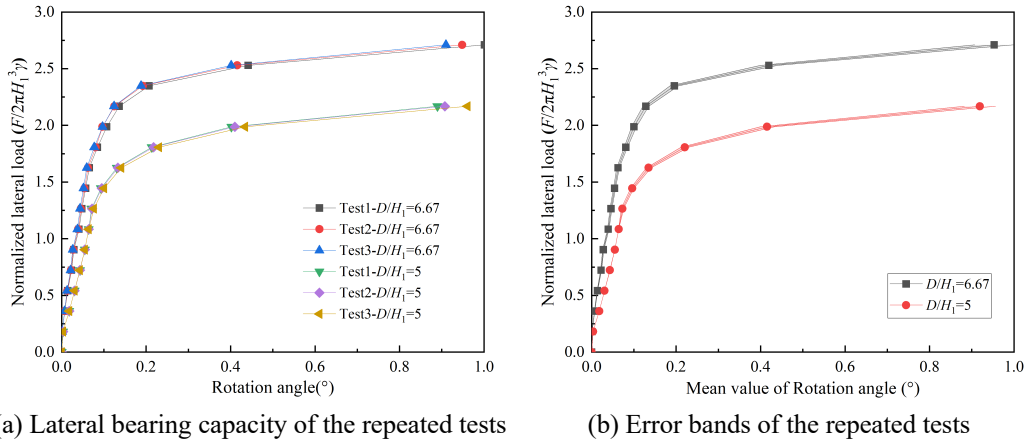 3.0
2.5
2.0
1.5
1.0
0.5
0.0
Normalized lateral load (F/2πH₁³γ)
Test1-D/H₁=6.67
Test2-D/H₁=6.67
Test3-D/H₁=6.67
Test1-D/H₁=5
Test2-D/H₁=5
Test3-D/H₁=5
0.0 0.2 0.4 0.6 0.8 1.0
Rotation angle(°)
(a) Lateral bearing capacity of the repeated tests
3.0
2.5
2.0
1.5
1.0
0.5
0.0
Normalized lateral load (F/2πH₁³γ)
D/H₁=6.67
D/H₁=5
0.0 0.2 0.4 0.6 0.8 1.0
Mean value of Rotation angle (°)
(b) Error bands of the repeated tests